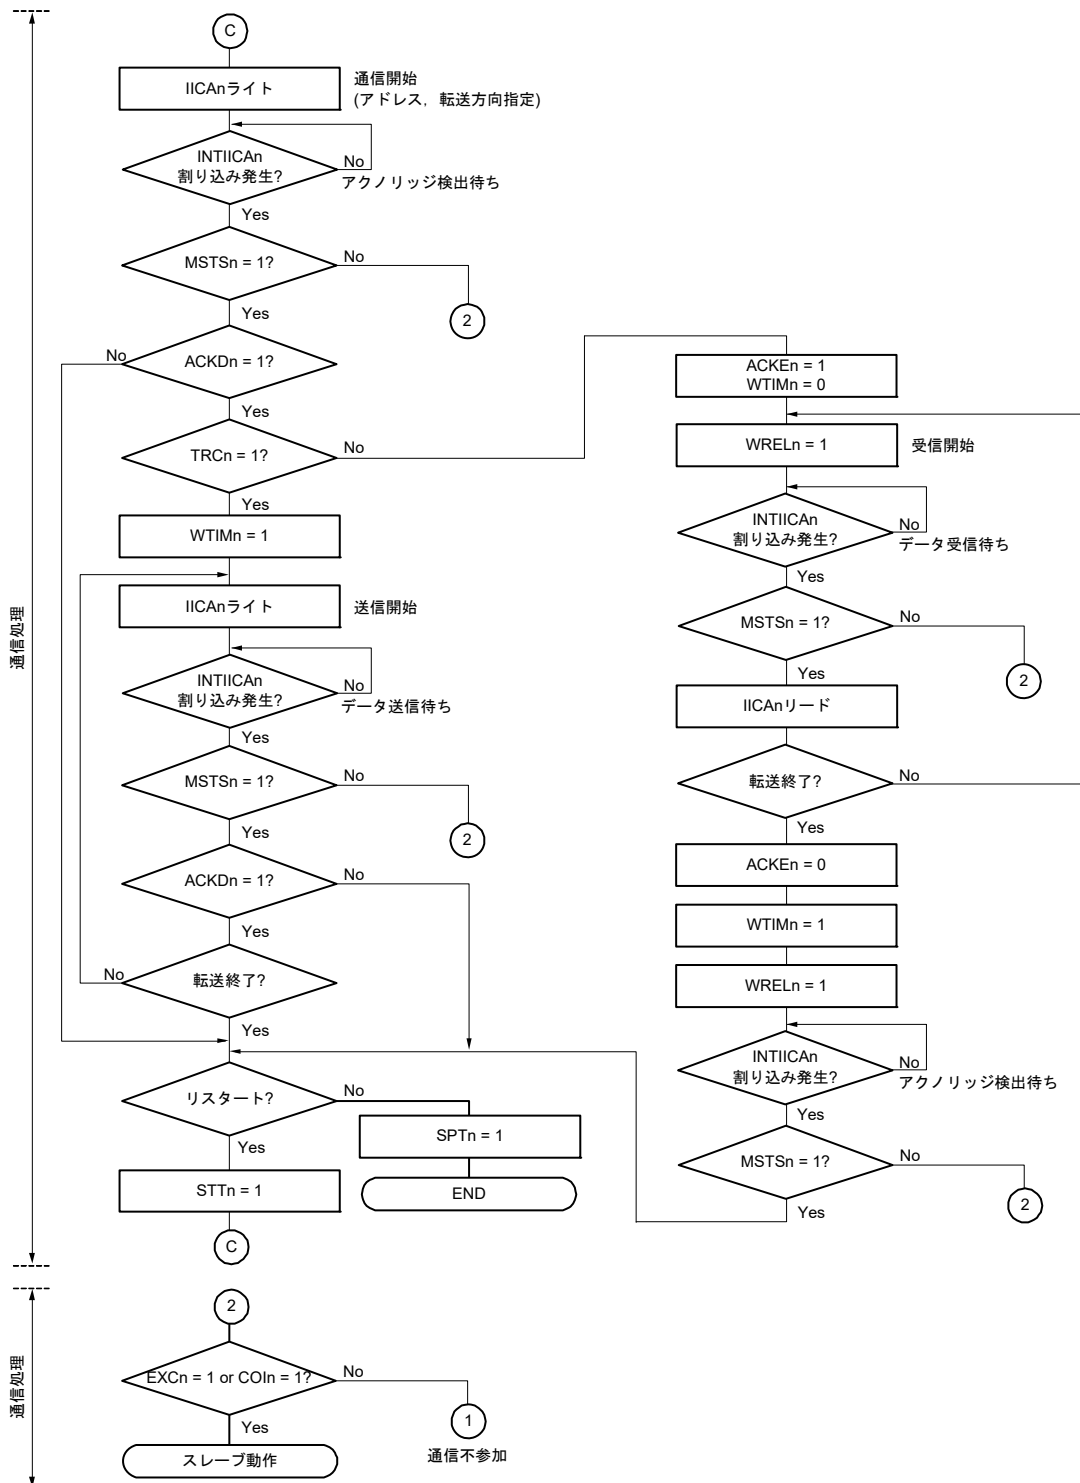 C
IICAnライト
通信開始
(アドレス，転送方向指定)
INTIICAn
割り込み発生?
No
アクノリッジ検出待ち
Yes
MSTSn = 1?
No
2
Yes
ACKDn = 1?
No
Yes
TRCn = 1?
No
Yes
WTIMn = 1
IICAnライト
送信開始
INTIICAn
割り込み発生?
No
データ送信待ち
Yes
MSTSn = 1?
No
2
Yes
ACKDn = 1?
No
Yes
転送終了?
No
Yes
リスタート?
No
SPTn = 1
END
Yes
STTn = 1
C
ACKEn = 1
WTIMn = 0
WRELn = 1
受信開始
INTIICAn
割り込み発生?
No
データ受信待ち
Yes
MSTSn = 1?
No
2
Yes
IICAnリード
転送終了?
No
Yes
ACKEn = 0
WTIMn = 1
WRELn = 1
INTIICAn
割り込み発生?
No
アクノリッジ検出待ち
Yes
MSTSn = 1?
No
2
Yes
通信処理
2
EXCn = 1 or COIn = 1?
No
1
通信不参加
Yes
スレーブ動作
通信処理